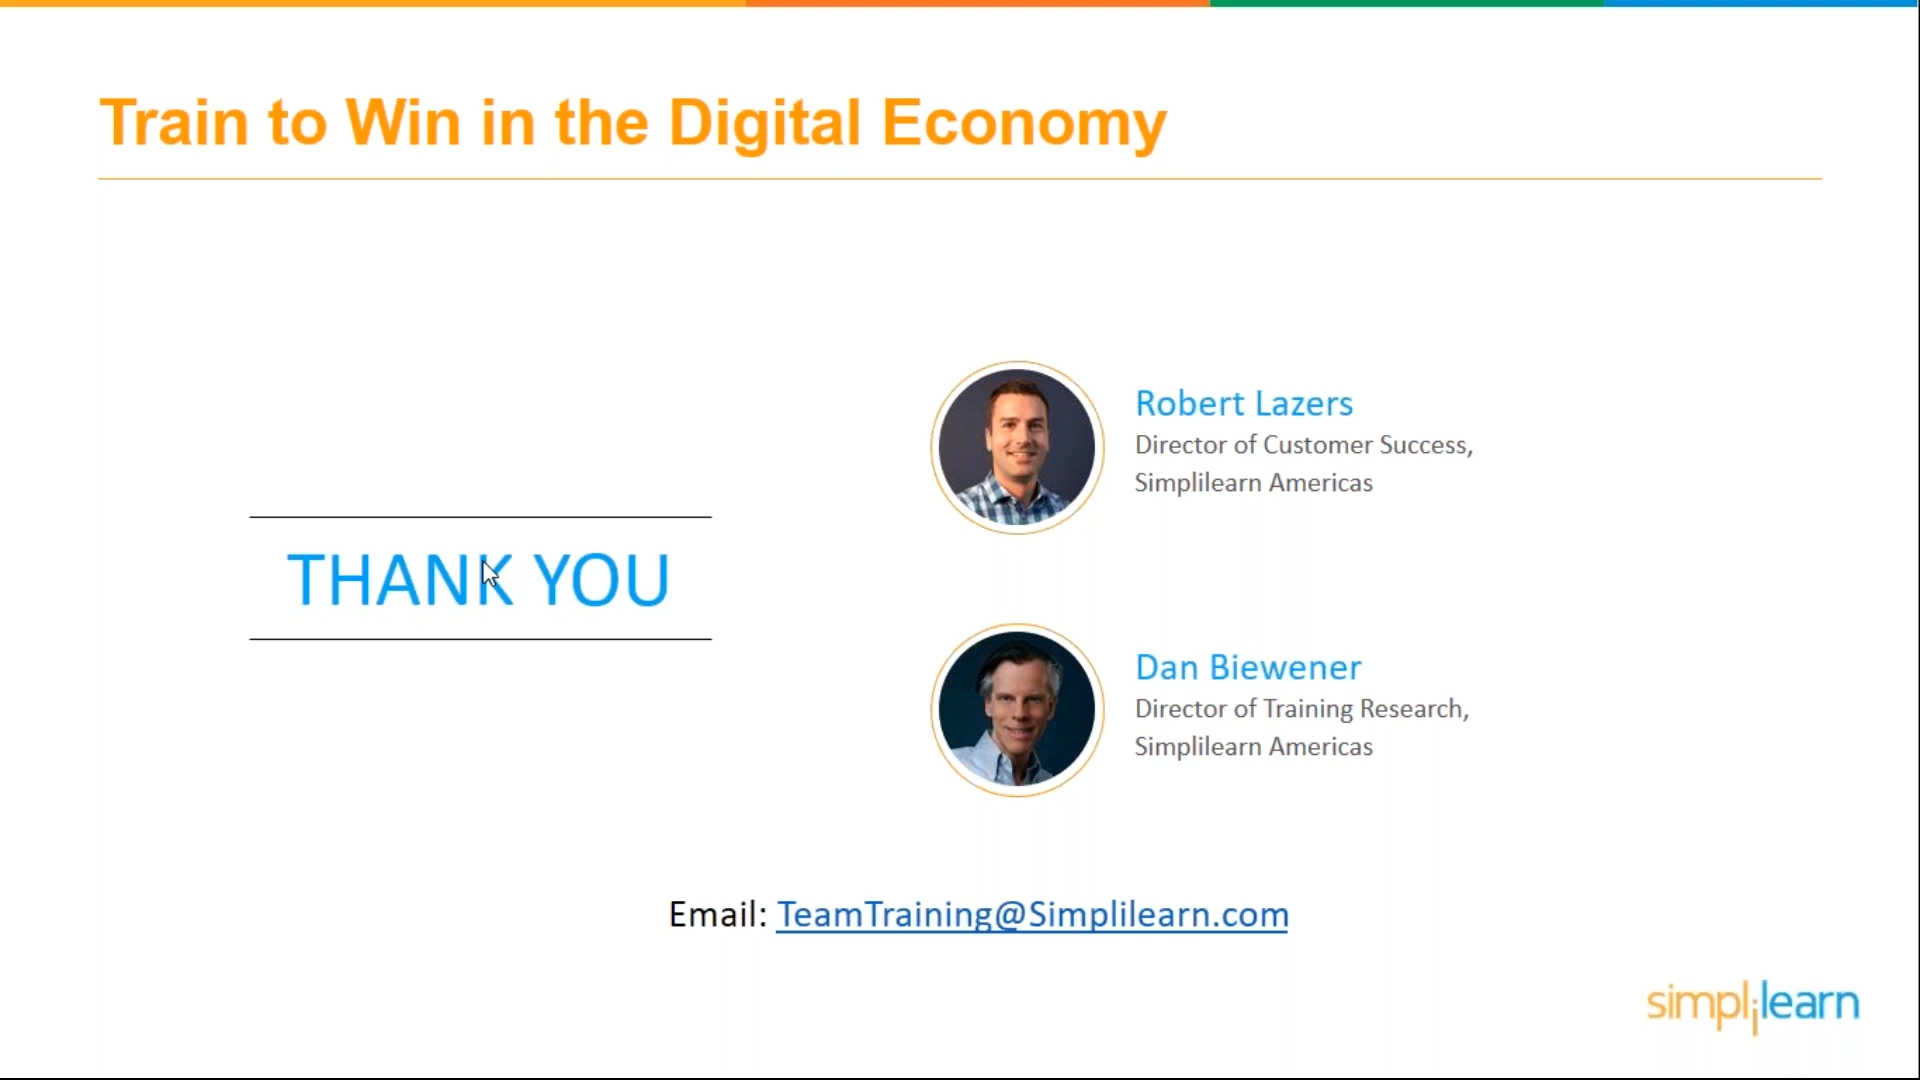 Train to Win in the Digital Economy
THANK YOU
Robert Lazers
Director of Customer Success,
Simplilearn Americas
Dan Biewener
Director of Training Research,
Simplilearn Americas
Email: TeamTraining@Simplilearn.com
simplilearn